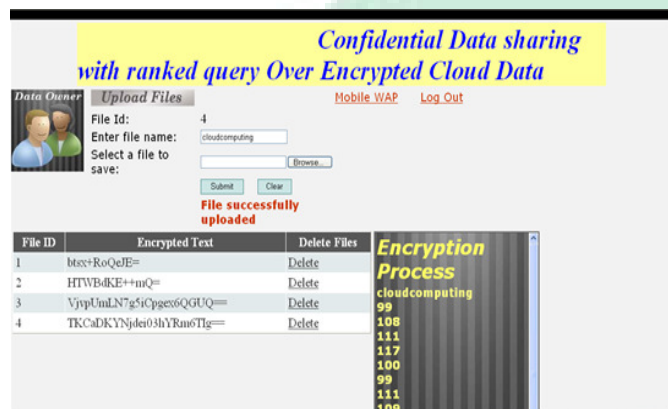 Confidential Data sharing
with ranked query Over Encrypted Cloud Data
Data Owner
Upload Files
Mobile WAP Log Out
File Id: 4
Enter file name: cloudcomputing
Select a file to
save:
Browse...
Submit Clear
File successfully
uploaded
File ID Encrypted Text Delete Files
1 btsx+RoQeJE= Delete
2 HTWBdKE++mQ= Delete
3 VjvpUmLN7g5iCpgex6QGUQ== Delete
4 TKCaDKYNjdei03hYRm6TIg== Delete
Encryption
Process
cloudcomputing
99
108
111
117
100
99
111
109